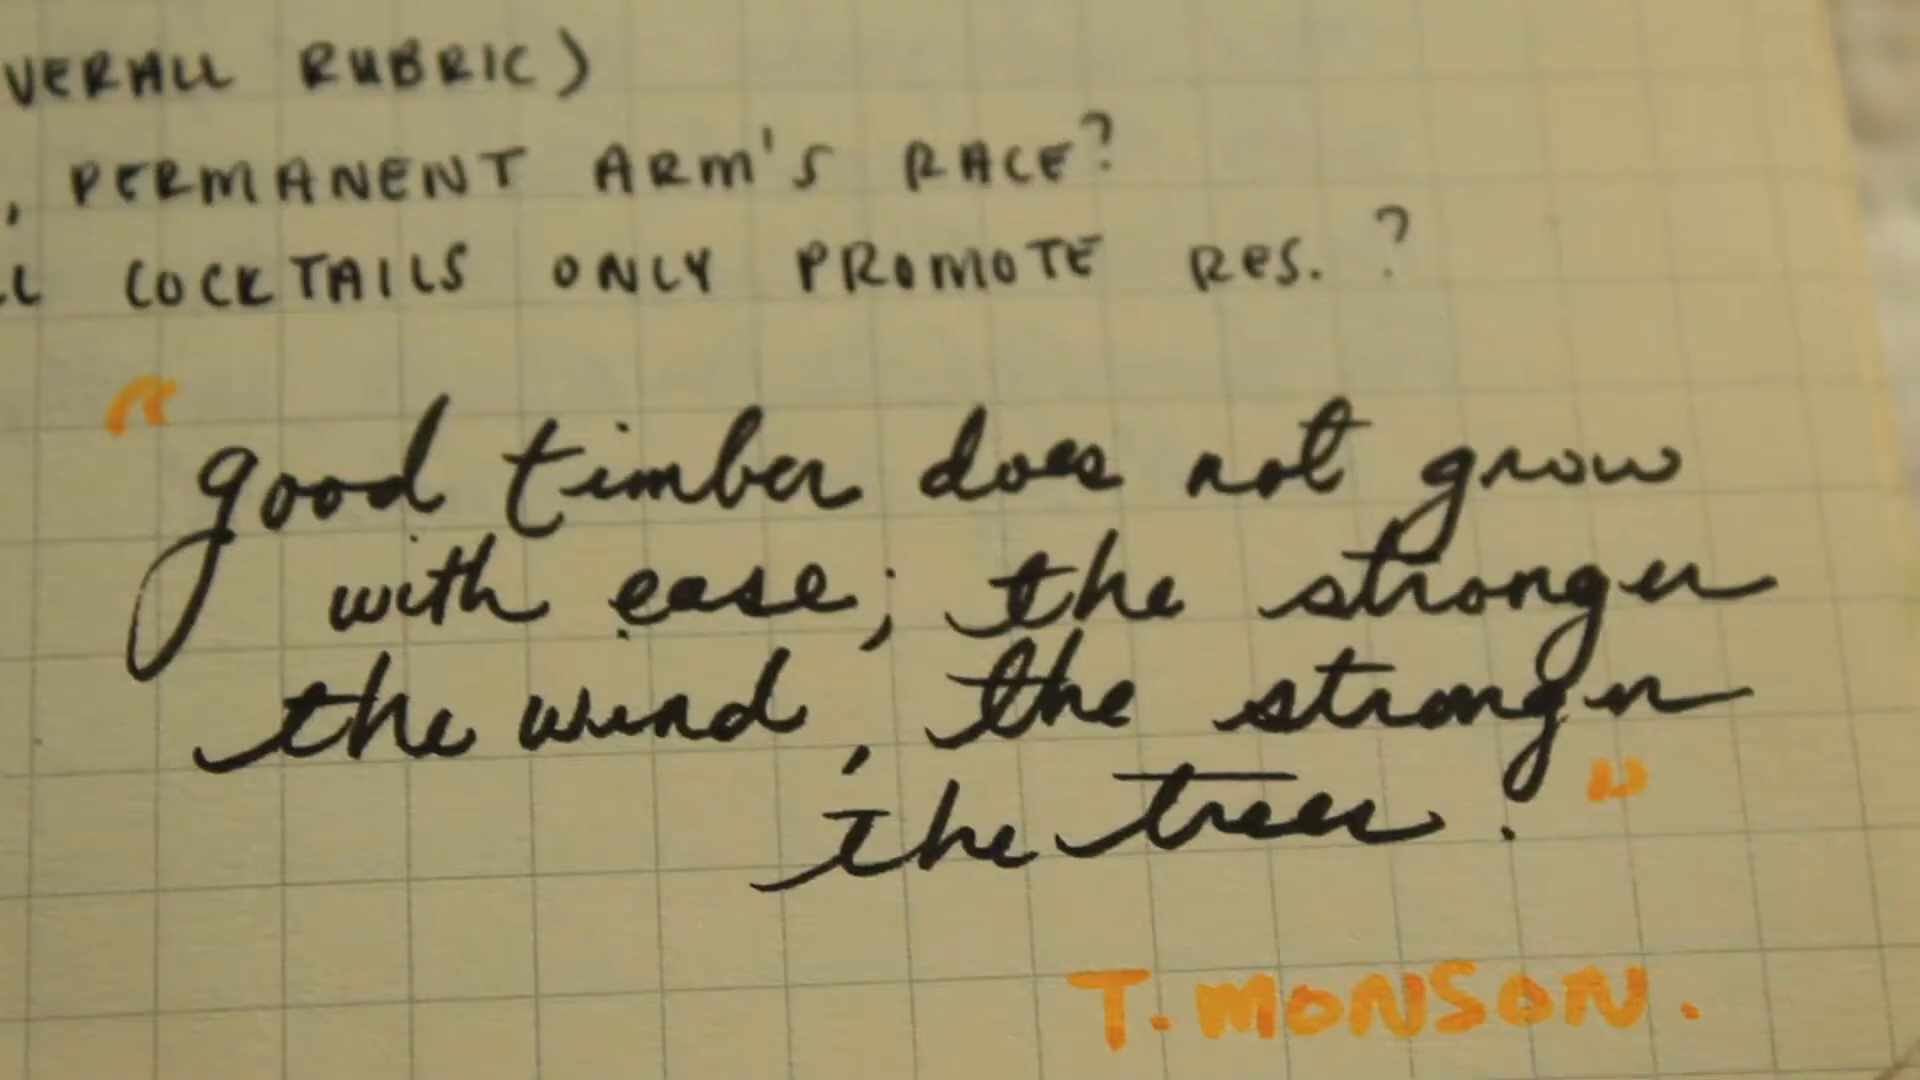 VERALL RUBRIC)
, PERMANENT ARM'S RACE?
LL COCKTAILS ONLY PROMOTE RES. ?
"good timber does not grow
with ease; the stronger
the wind, the stronger
the trees."
T. MONSON.